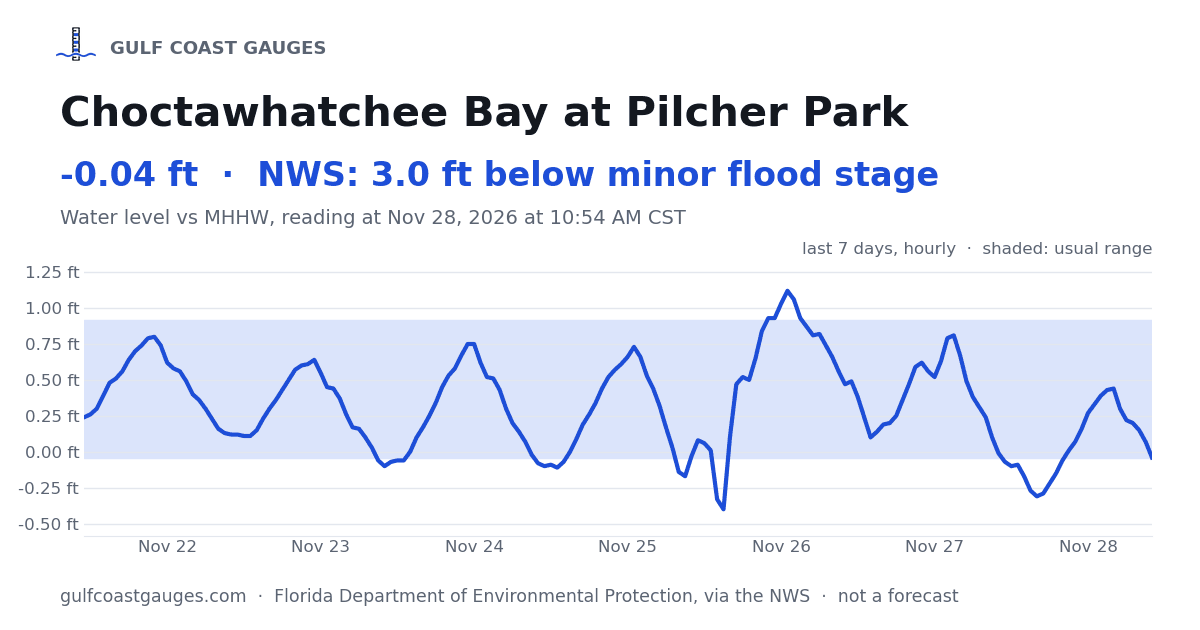 GULF COAST GAUGES
Choctawhatchee Bay at Pilcher Park
-0.04 ft · NWS: 3.0 ft below minor flood stage
Water level vs MHHW, reading at Nov 28, 2026 at 10:54 AM CST
last 7 days, hourly · shaded: usual range
1.25 ft
1.00 ft
0.75 ft
0.50 ft
0.25 ft
0.00 ft
-0.25 ft
-0.50 ft
Nov 22 Nov 23 Nov 24 Nov 25 Nov 26 Nov 27 Nov 28
gulfcoastgauges.com · Florida Department of Environmental Protection, via the NWS · not a forecast